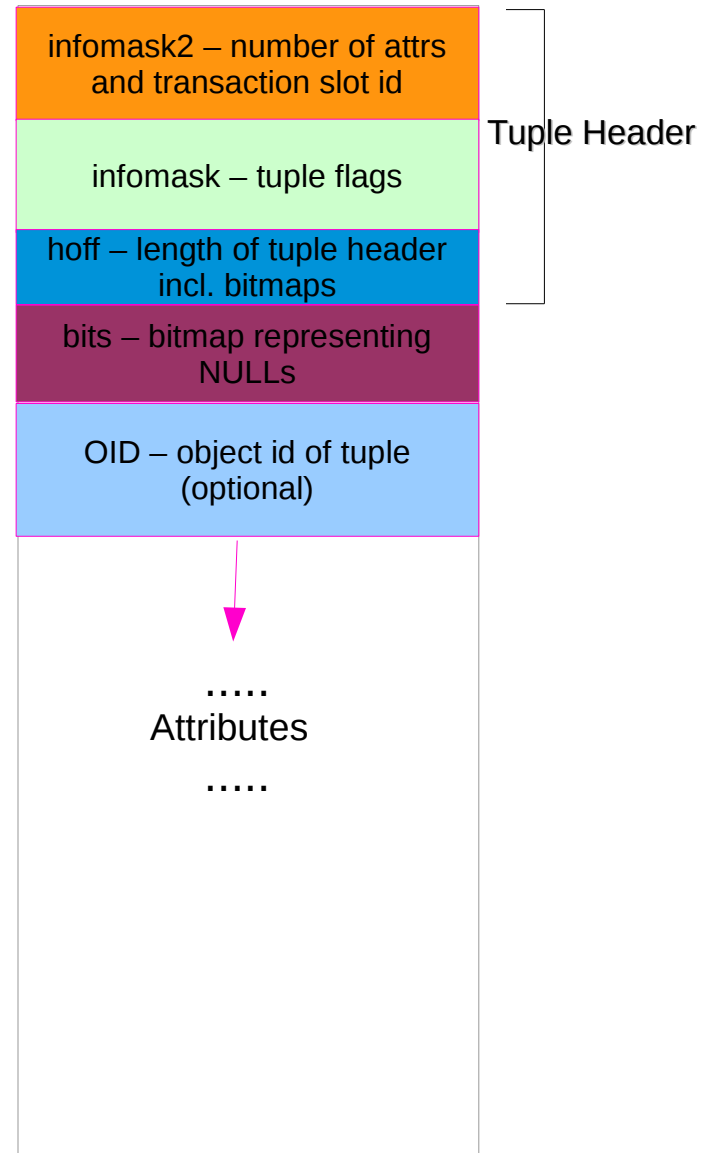 infomask2 – number of attrs
and transaction slot id
Tuple Header
infomask – tuple flags
hoff – length of tuple header
incl. bitmaps
bits – bitmap representing
NULLs
OID – object id of tuple
(optional)
.....
Attributes
.....